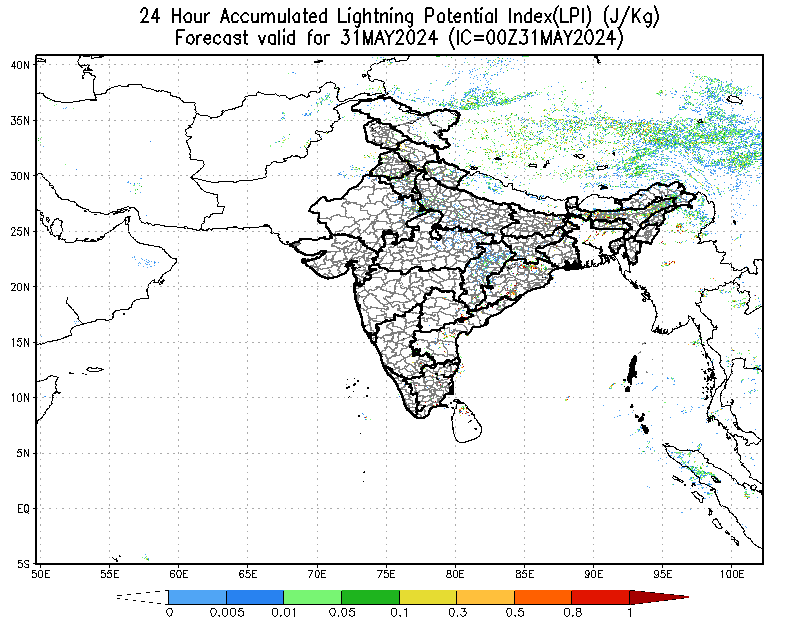 24 Hour Accumulated Lightning Potential Index(LPI) (J/Kg)
Forecast valid for 31MAY2024 (IC=00Z31MAY2024)
40N
35N
30N
25N
20N
15N
10N
5N
EQ
5S
50E 55E 60E 65E 70E 75E 80E 85E 90E 95E 100E
0 0.005 0.01 0.05 0.1 0.3 0.5 0.8 1